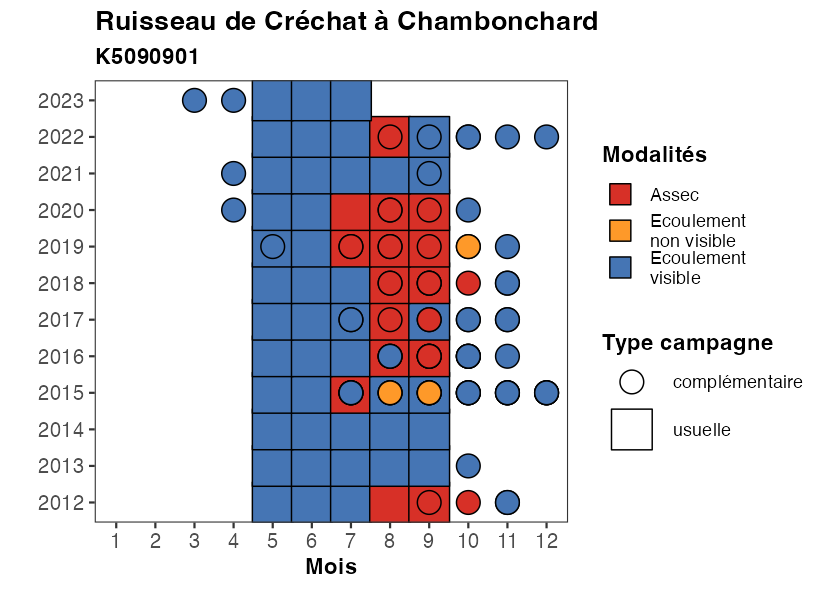 Ruisseau de Créchat à Chambonchard
K5090901
2023
2022
2021
2020
2019
2018
2017
2016
2015
2014
2013
2012
1 2 3 4 5 6 7 8 9 10 11 12
Mois
Modalités
Assec
Ecoulement
non visible
Ecoulement
visible
Type campagne
complémentaire
usuelle